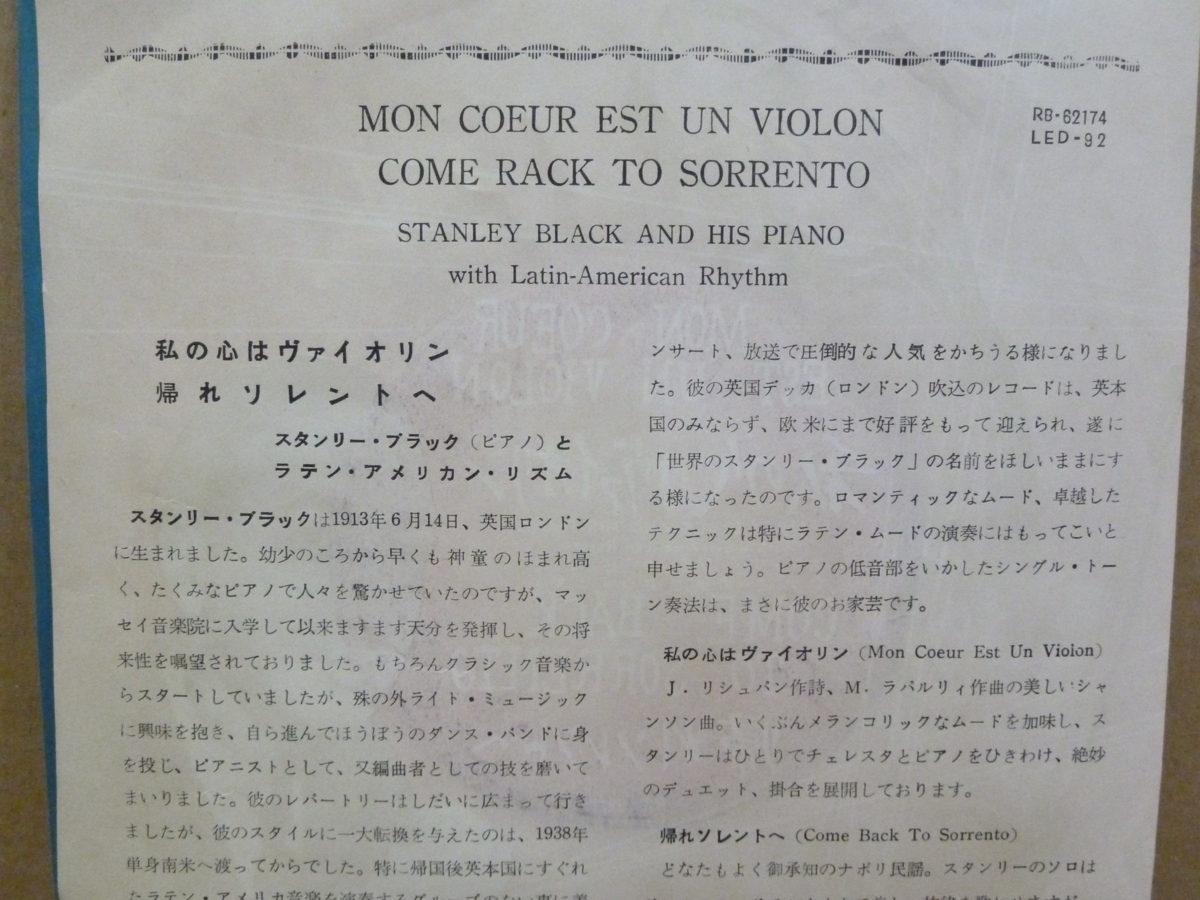 MON COEUR EST UN VIOLON
COME RACK TO SORRENTO
RB-62174
LED-92
STANLEY BLACK AND HIS PIANO
with Latin-American Rhythm
私の心はヴァイオリン
帰れソレントへ
スタンリー・ブラック（ピアノ）と
ラテン・アメリカン・リズム
スタンリー・ブラックは1913年6月14日、英国ロンドン
に生まれました。幼少のころから早くも神童のほまれ高
く、たくみなピアノで人々を驚かせていたのですが、マッ
セイ音楽院に入学して以来ますます天分を発揮し、その将
来性を嘱望されておりました。もちろんクラシック音楽か
らスタートしていましたが、殊の外ライト・ミュージック
に興味を抱き、自ら進んでほうぼうのダンス・バンドに身
を投じ、ピアニストとして、又編曲者としての技を磨いて
まいりました。彼のレパートリーはしだいに広まって行き
ましたが、彼のスタイルに一大転換を与えたのは、1938年
単身南米へ渡ってからでした。特に帰国後英本国にすぐれ
たラテン・アメリカ音楽を演奏するグループのない事に着
ンサート、放送で圧倒的な人気をかちうる様になりまし
た。彼の英国デッカ（ロンドン）吹込のレコードは、英本
国のみならず、欧米にまで好評をもって迎えられ、遂に
「世界のスタンリー・ブラック」の名前をほしいままにす
る様になったのです。ロマンティックなムード、卓越した
テクニックは特にラテン・ムードの演奏にはもってこいと
申せましょう。ピアノの低音部をいかしたシングル・トー
ン奏法は、まさに彼のお家芸です。
私の心はヴァイオリン（Mon Coeur Est Un Violon）
J．リシュパン作詩、M．ラパルリィ作曲の美しいシャ
ンソン曲。いくぶんメランコリックなムードを加味し、ス
タンリーはひとりでチェレスタとピアノをひきわけ、絶妙
のデュエット、掛合を展開しております。
帰れソレントへ（Come Back To Sorrento）
どなたもよく御承知のナポリ民謡。スタンリーのソロは